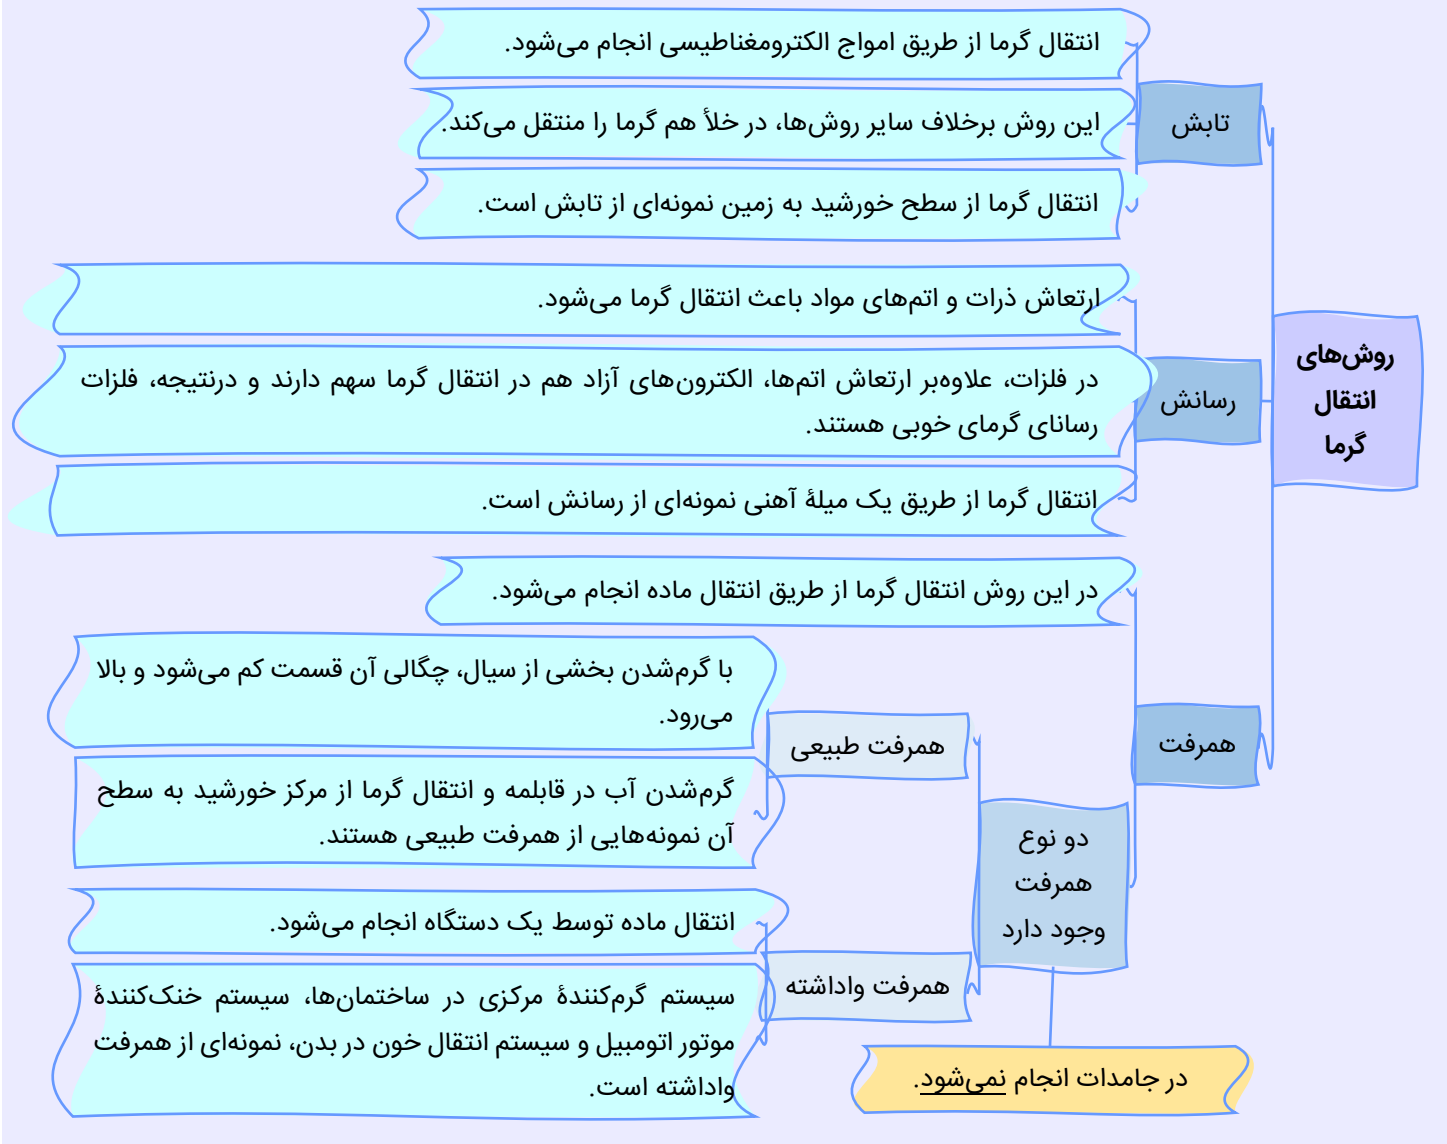 روش‌های
انتقال
گرما
تابش
انتقال گرما از طریق امواج الکترومغناطیسی انجام می‌شود.
این روش برخلاف سایر روش‌ها، در خلأ هم گرما را منتقل می‌کند.
انتقال گرما از سطح خورشید به زمین نمونه‌ای از تابش است.
رسانش
ارتعاش ذرات و اتم‌های مواد باعث انتقال گرما می‌شود.
در فلزات، علاوه‌بر ارتعاش اتم‌ها، الکترون‌های آزاد هم در انتقال گرما سهم دارند و درنتیجه، فلزات
رسانای گرمای خوبی هستند.
انتقال گرما از طریق یک میلۀ آهنی نمونه‌ای از رسانش است.
همرفت
در این روش انتقال گرما از طریق انتقال ماده انجام می‌شود.
دو نوع
همرفت
وجود دارد
همرفت طبیعی
با گرم‌شدن بخشی از سیال، چگالی آن قسمت کم می‌شود و بالا
می‌رود.
گرم‌شدن آب در قابلمه و انتقال گرما از مرکز خورشید به سطح
آن نمونه‌هایی از همرفت طبیعی هستند.
همرفت واداشته
انتقال ماده توسط یک دستگاه انجام می‌شود.
سیستم گرم‌کنندۀ مرکزی در ساختمان‌ها، سیستم خنک‌کنندۀ
موتور اتومبیل و سیستم انتقال خون در بدن، نمونه‌ای از همرفت
واداشته است.
در جامدات انجام نمی‌شود.